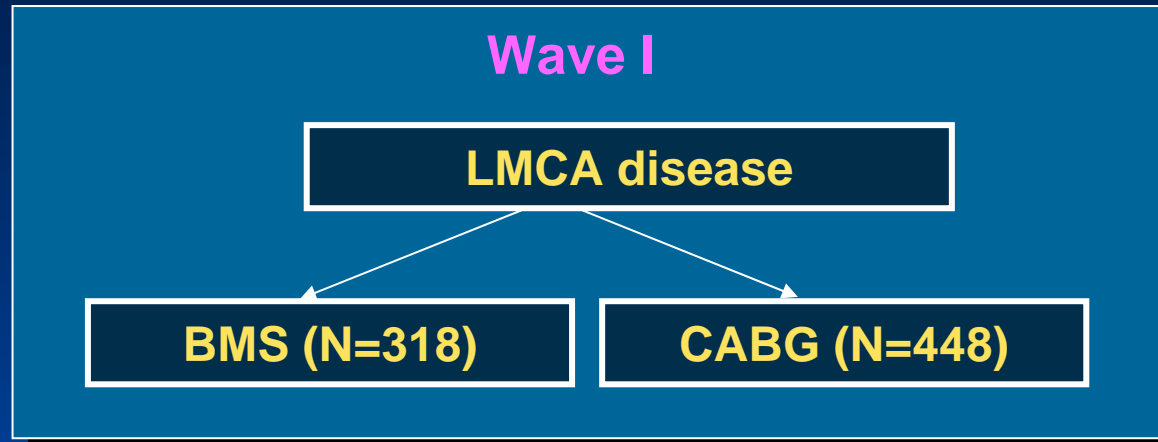 Wave I
LMCA disease
BMS (N=318)
CABG (N=448)